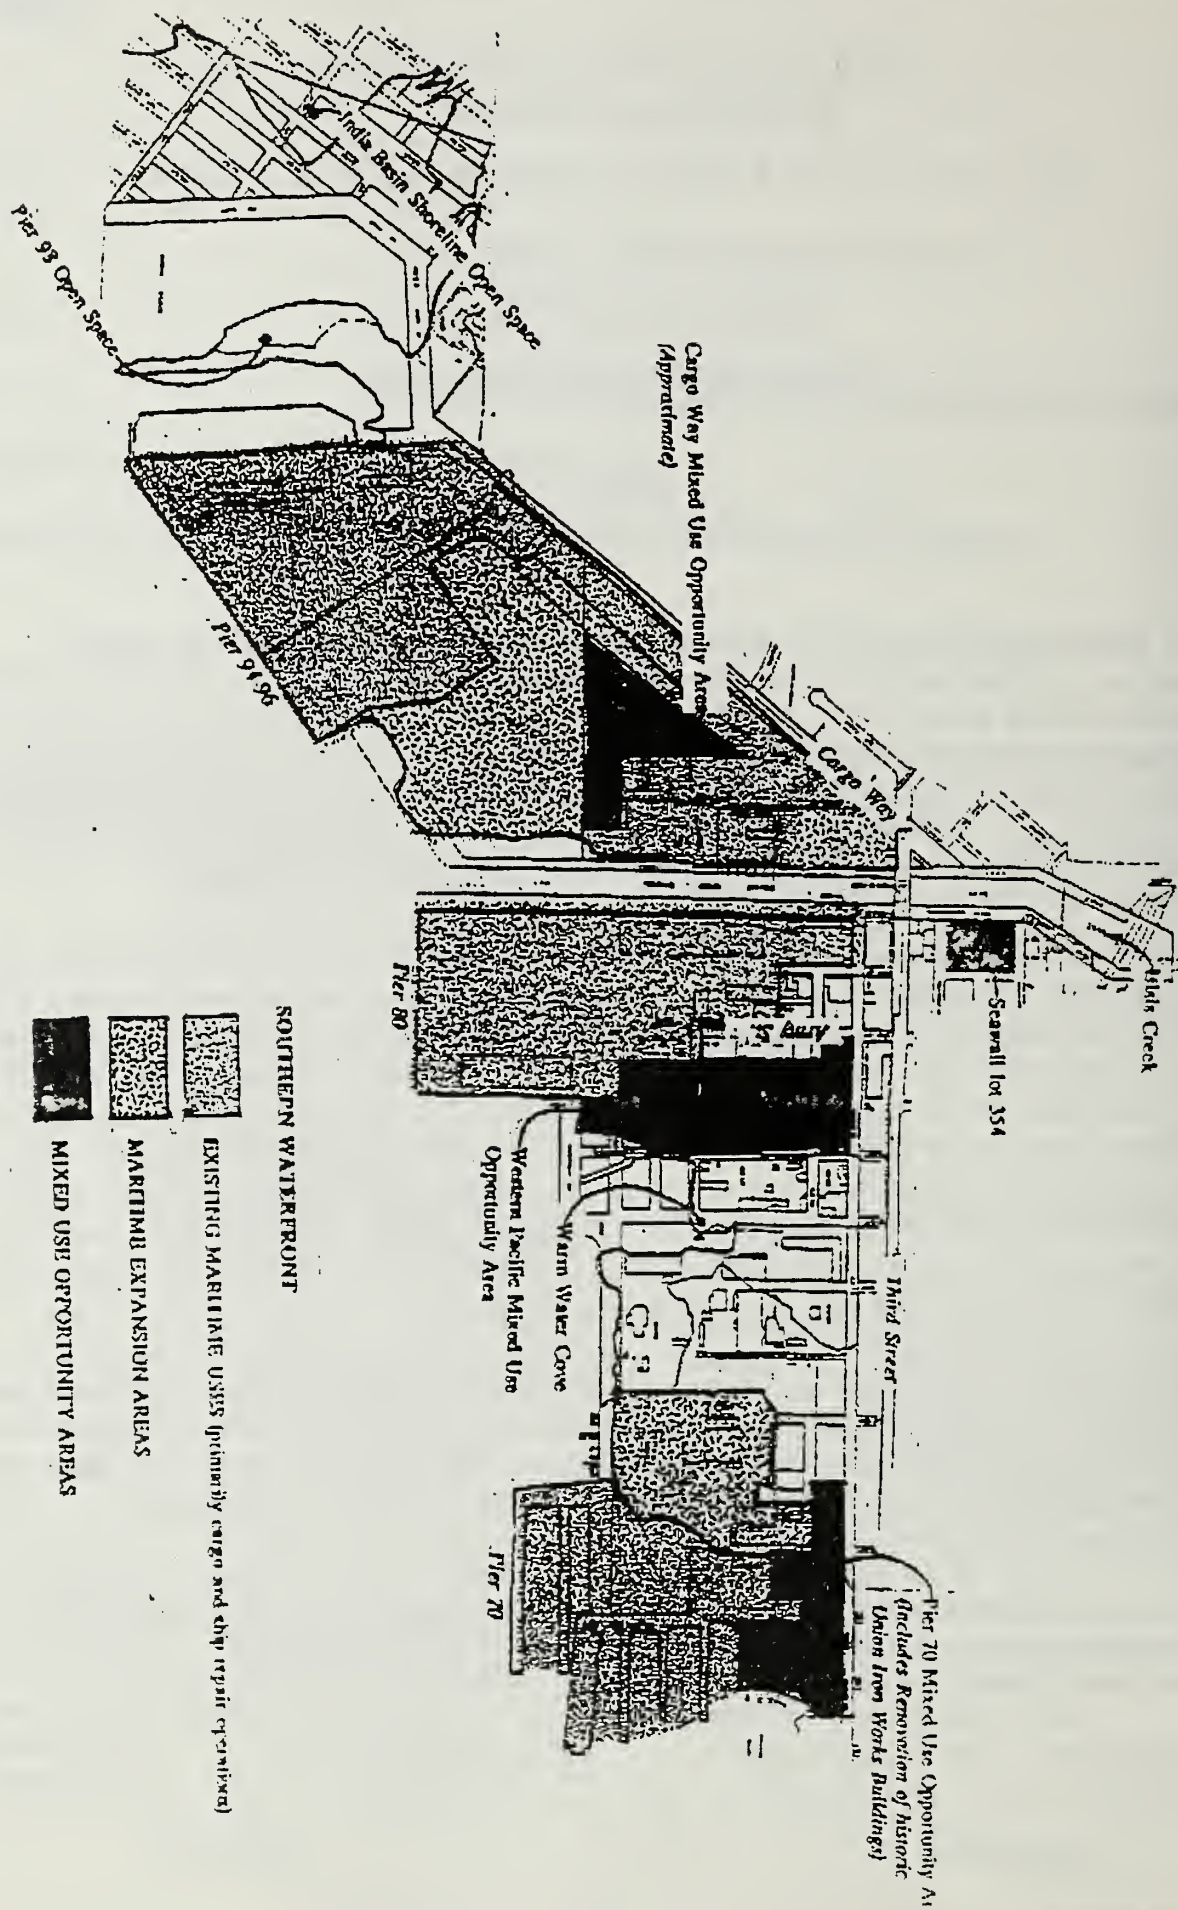 Pier 70 Mixed Use Opportunity
(Includes Renovation of historic
Union Iron Works Buildings)
Islais Creek
Seawall lot 354
Third Street
Cargo Way
Cargo Way Mixed Use Opportunity Area
(Approximate)
India Basin Shoreline Open Space
Pier 98 Open Space
Pier 94 96
Pier 80
Western Pacific Mixed Use
Opportunity Area
Warm Water Cove
Pier 70
SOUTHERN WATERFRONT
EXISTING MARITIME USES (primarily cargo and ship repair operations)
MARITIME EXPANSION AREAS
MIXED USE OPPORTUNITY AREAS